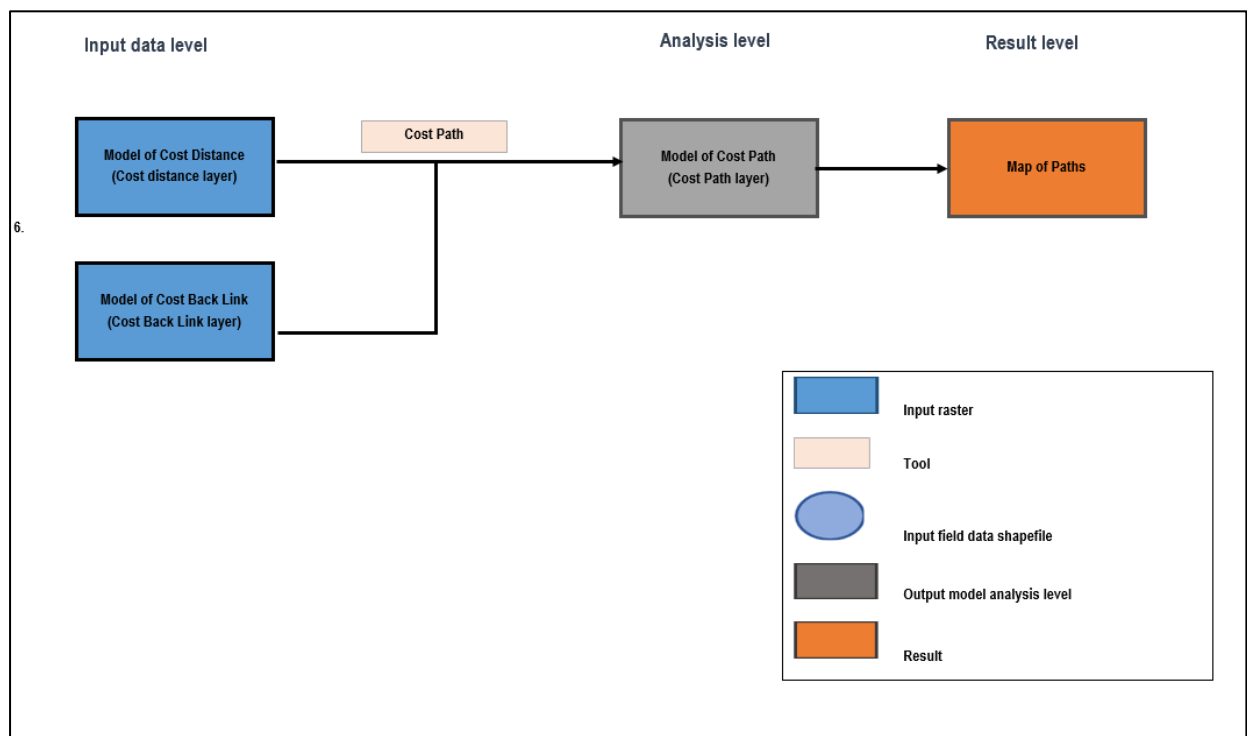 Input data level
Analysis level
Result level
Cost Path
Model of Cost Distance
(Cost distance layer)
Model of Cost Path
(Cost Path layer)
Map of Paths
6.
Model of Cost Back Link
(Cost Back Link layer)
Input raster
Tool
Input field data shapefile
Output model analysis level
Result